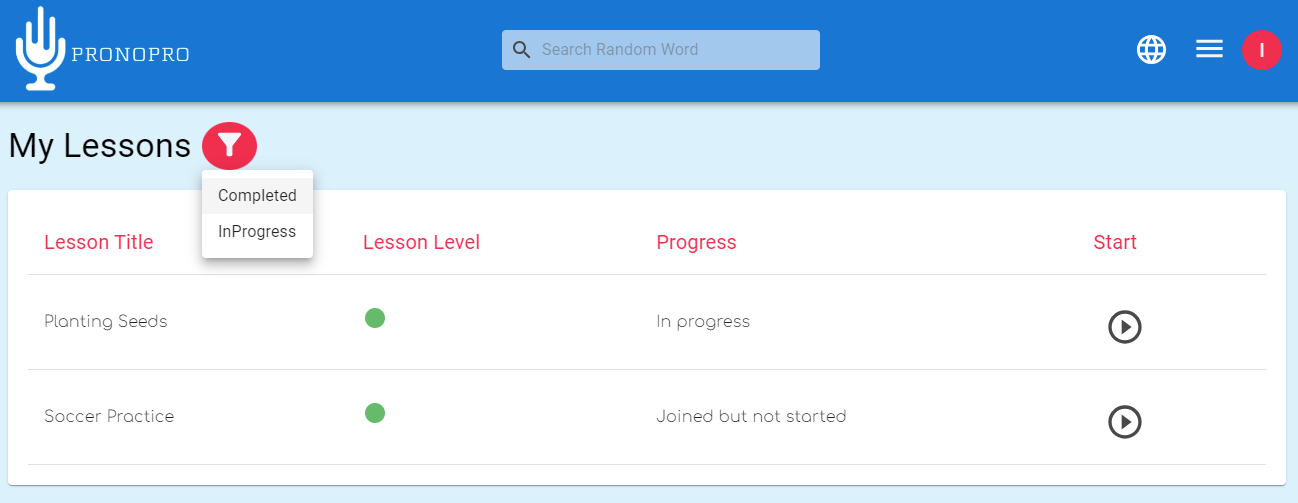 PRONOPRO
Search Random Word
I
My Lessons
Completed
InProgress
Lesson Title Lesson Level Progress Start
Planting Seeds In progress
Soccer Practice Joined but not started